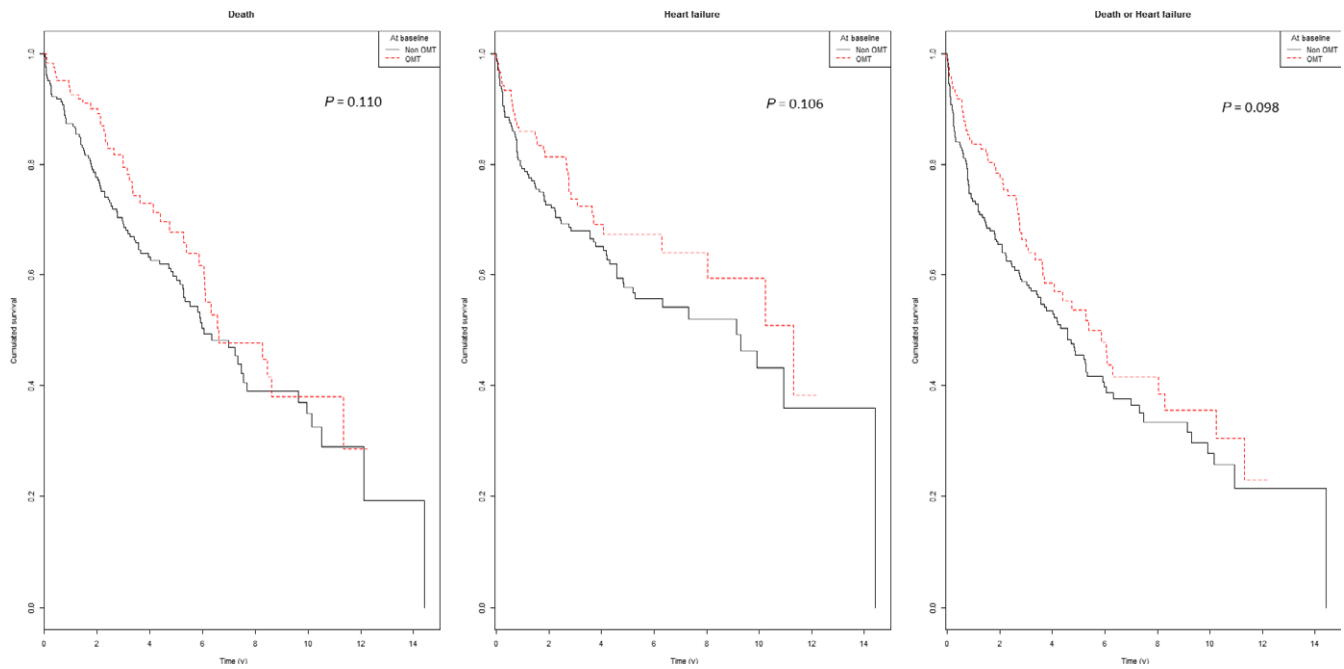 Death
At baseline
Non OMT
OMT
P = 0.110
Cumulated survival
1.0
0.8
0.6
0.4
0.2
0.0
0 2 4 6 8 10 12 14
Time (y)
Heart failure
At baseline
Non OMT
OMT
P = 0.106
Cumulated survival
1.0
0.8
0.6
0.4
0.2
0.0
0 2 4 6 8 10 12 14
Time (y)
Death or Heart failure
At baseline
Non OMT
OMT
P = 0.098
Cumulated survival
1.0
0.8
0.6
0.4
0.2
0.0
0 2 4 6 8 10 12 14
Time (y)